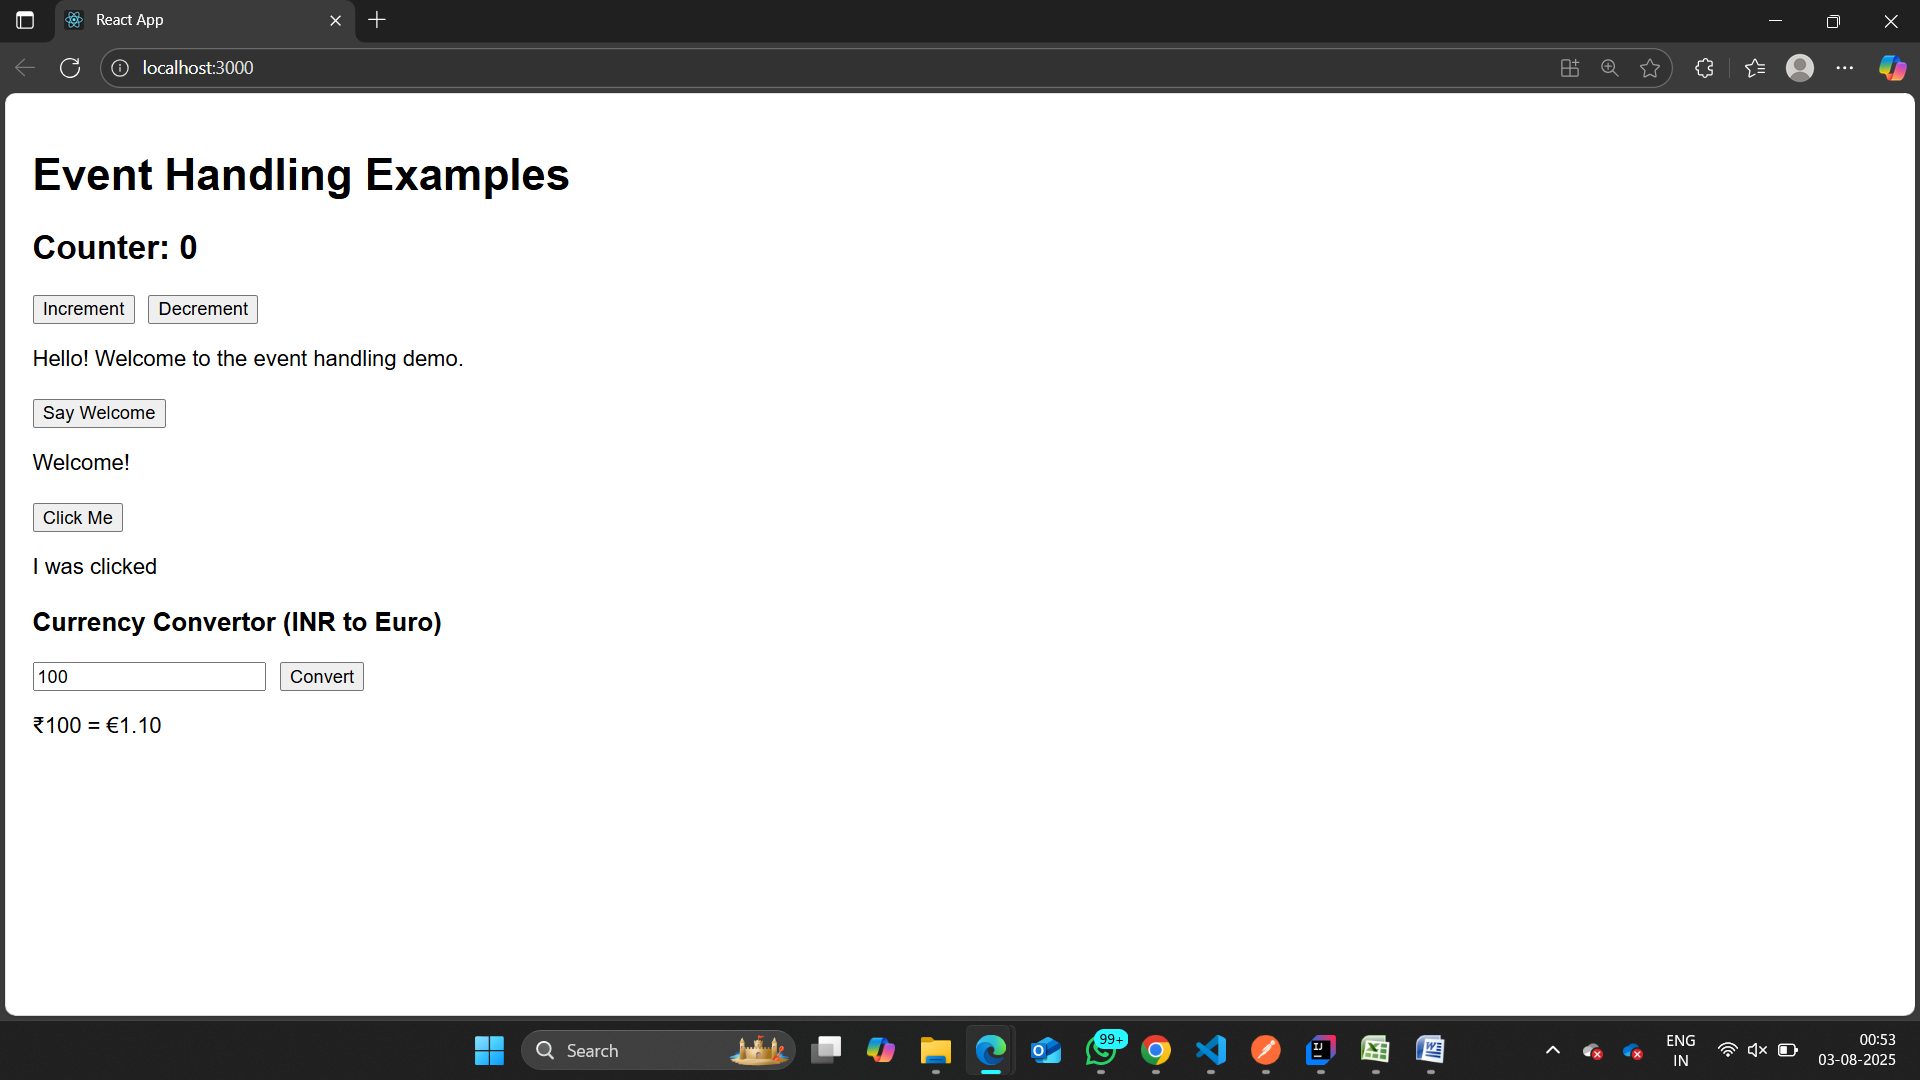 React App
localhost:3000
Event Handling Examples
Counter: 0
Increment Decrement
Hello! Welcome to the event handling demo.
Say Welcome
Welcome!
Click Me
I was clicked
Currency Convertor (INR to Euro)
100 Convert
₹100 = €1.10
Search
99+
ENG
IN
00:53
03-08-2025